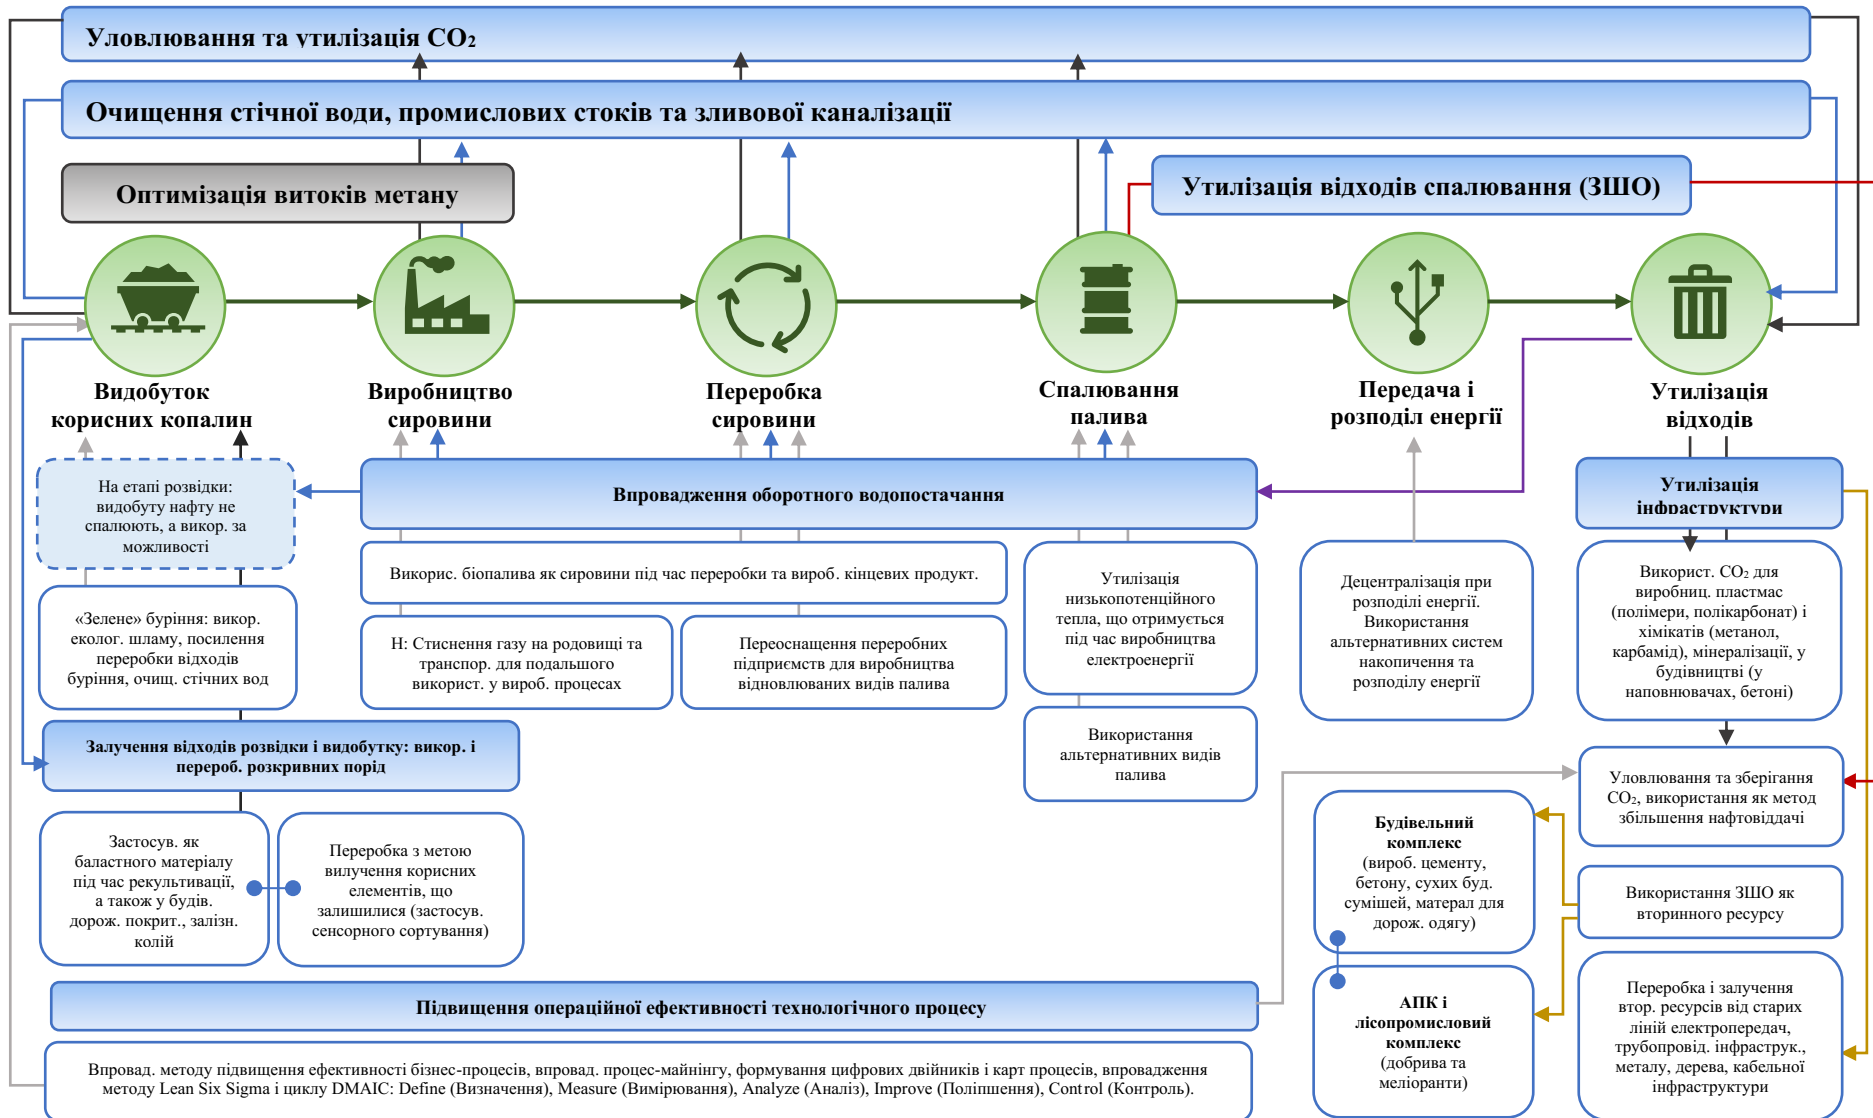 Уловлювання та утилізація CO₂
Очищення стічної води, промислових стоків та зливової каналізації
Оптимізація витоків метану
Утилізація відходів спалювання (ЗШО)
Видобуток
корисних копалин
Виробництво
сировини
Переробка
сировини
Спалювання
палива
Передача і
розподіл енергії
Утилізація
відходів
На етапі розвідки:
видобуту нафту не
спалюють, а викор. за
можливості
Впровадження оборотного водопостачання
Утилізація
інфраструктури
«Зелене» буріння: викор.
еколог. шламу, посилення
переробки відходів
буріння, очищ. стічних вод
Викорис. біопалива як сировини під час переробки та вироб. кінцевих продукт.
Н: Стиснення газу на родовищі та
транспор. для подальшого
використ. у вироб. процесах
Переоснащення переробних
підприємств для виробництва
відновлюваних видів палива
Утилізація
низькопотенційного
тепла, що отримується
під час виробництва
електроенергії
Використання
альтернативних видів
палива
Децентралізація при
розподілі енергії.
Використання
альтернативних систем
накопичення та
розподілу енергії
Використ. CO₂ для
виробниц. пластмас
(полімери, полікарбонат) і
хімікатів (метанол,
карбамід), мінералізації, у
будівництві (у
наповнювачах, бетоні)
Залучення відходів розвідки і видобутку: викор. і
перероб. розкривних порід
Уловлювання та зберігання
CO₂, використання як метод
збільшення нафтовіддачі
Застосув. як
баластного матеріалу
під час рекультивації,
а також у будів.
дорож. покрит., залізн.
колій
Переробка з метою
вилучення корисних
елементів, що
залишилися (застосув.
сенсорного сортування)
Будівельний
комплекс
(вироб. цементу,
бетону, сухих буд.
сумішей, матерал для
дорож. одягу)
Використання ЗШО як
вторинного ресурсу
АПК і
лісопромисловий
комплекс
(добрива та
меліоранти)
Переробка і залучення
втор. ресурсів від старих
ліній електропередач,
трубопровід. інфраструк.,
металу, дерева, кабельної
інфраструктури
Підвищення операційної ефективності технологічного процесу
Впровад. методу підвищення ефективності бізнес-процесів, впровад. процес-майнінгу, формування цифрових двійників і карт процесів, впровадження
методу Lean Six Sigma і циклу DMAIC: Define (Визначення), Measure (Вимірювання), Analyze (Аналіз), Improve (Поліпшення), Control (Контроль).